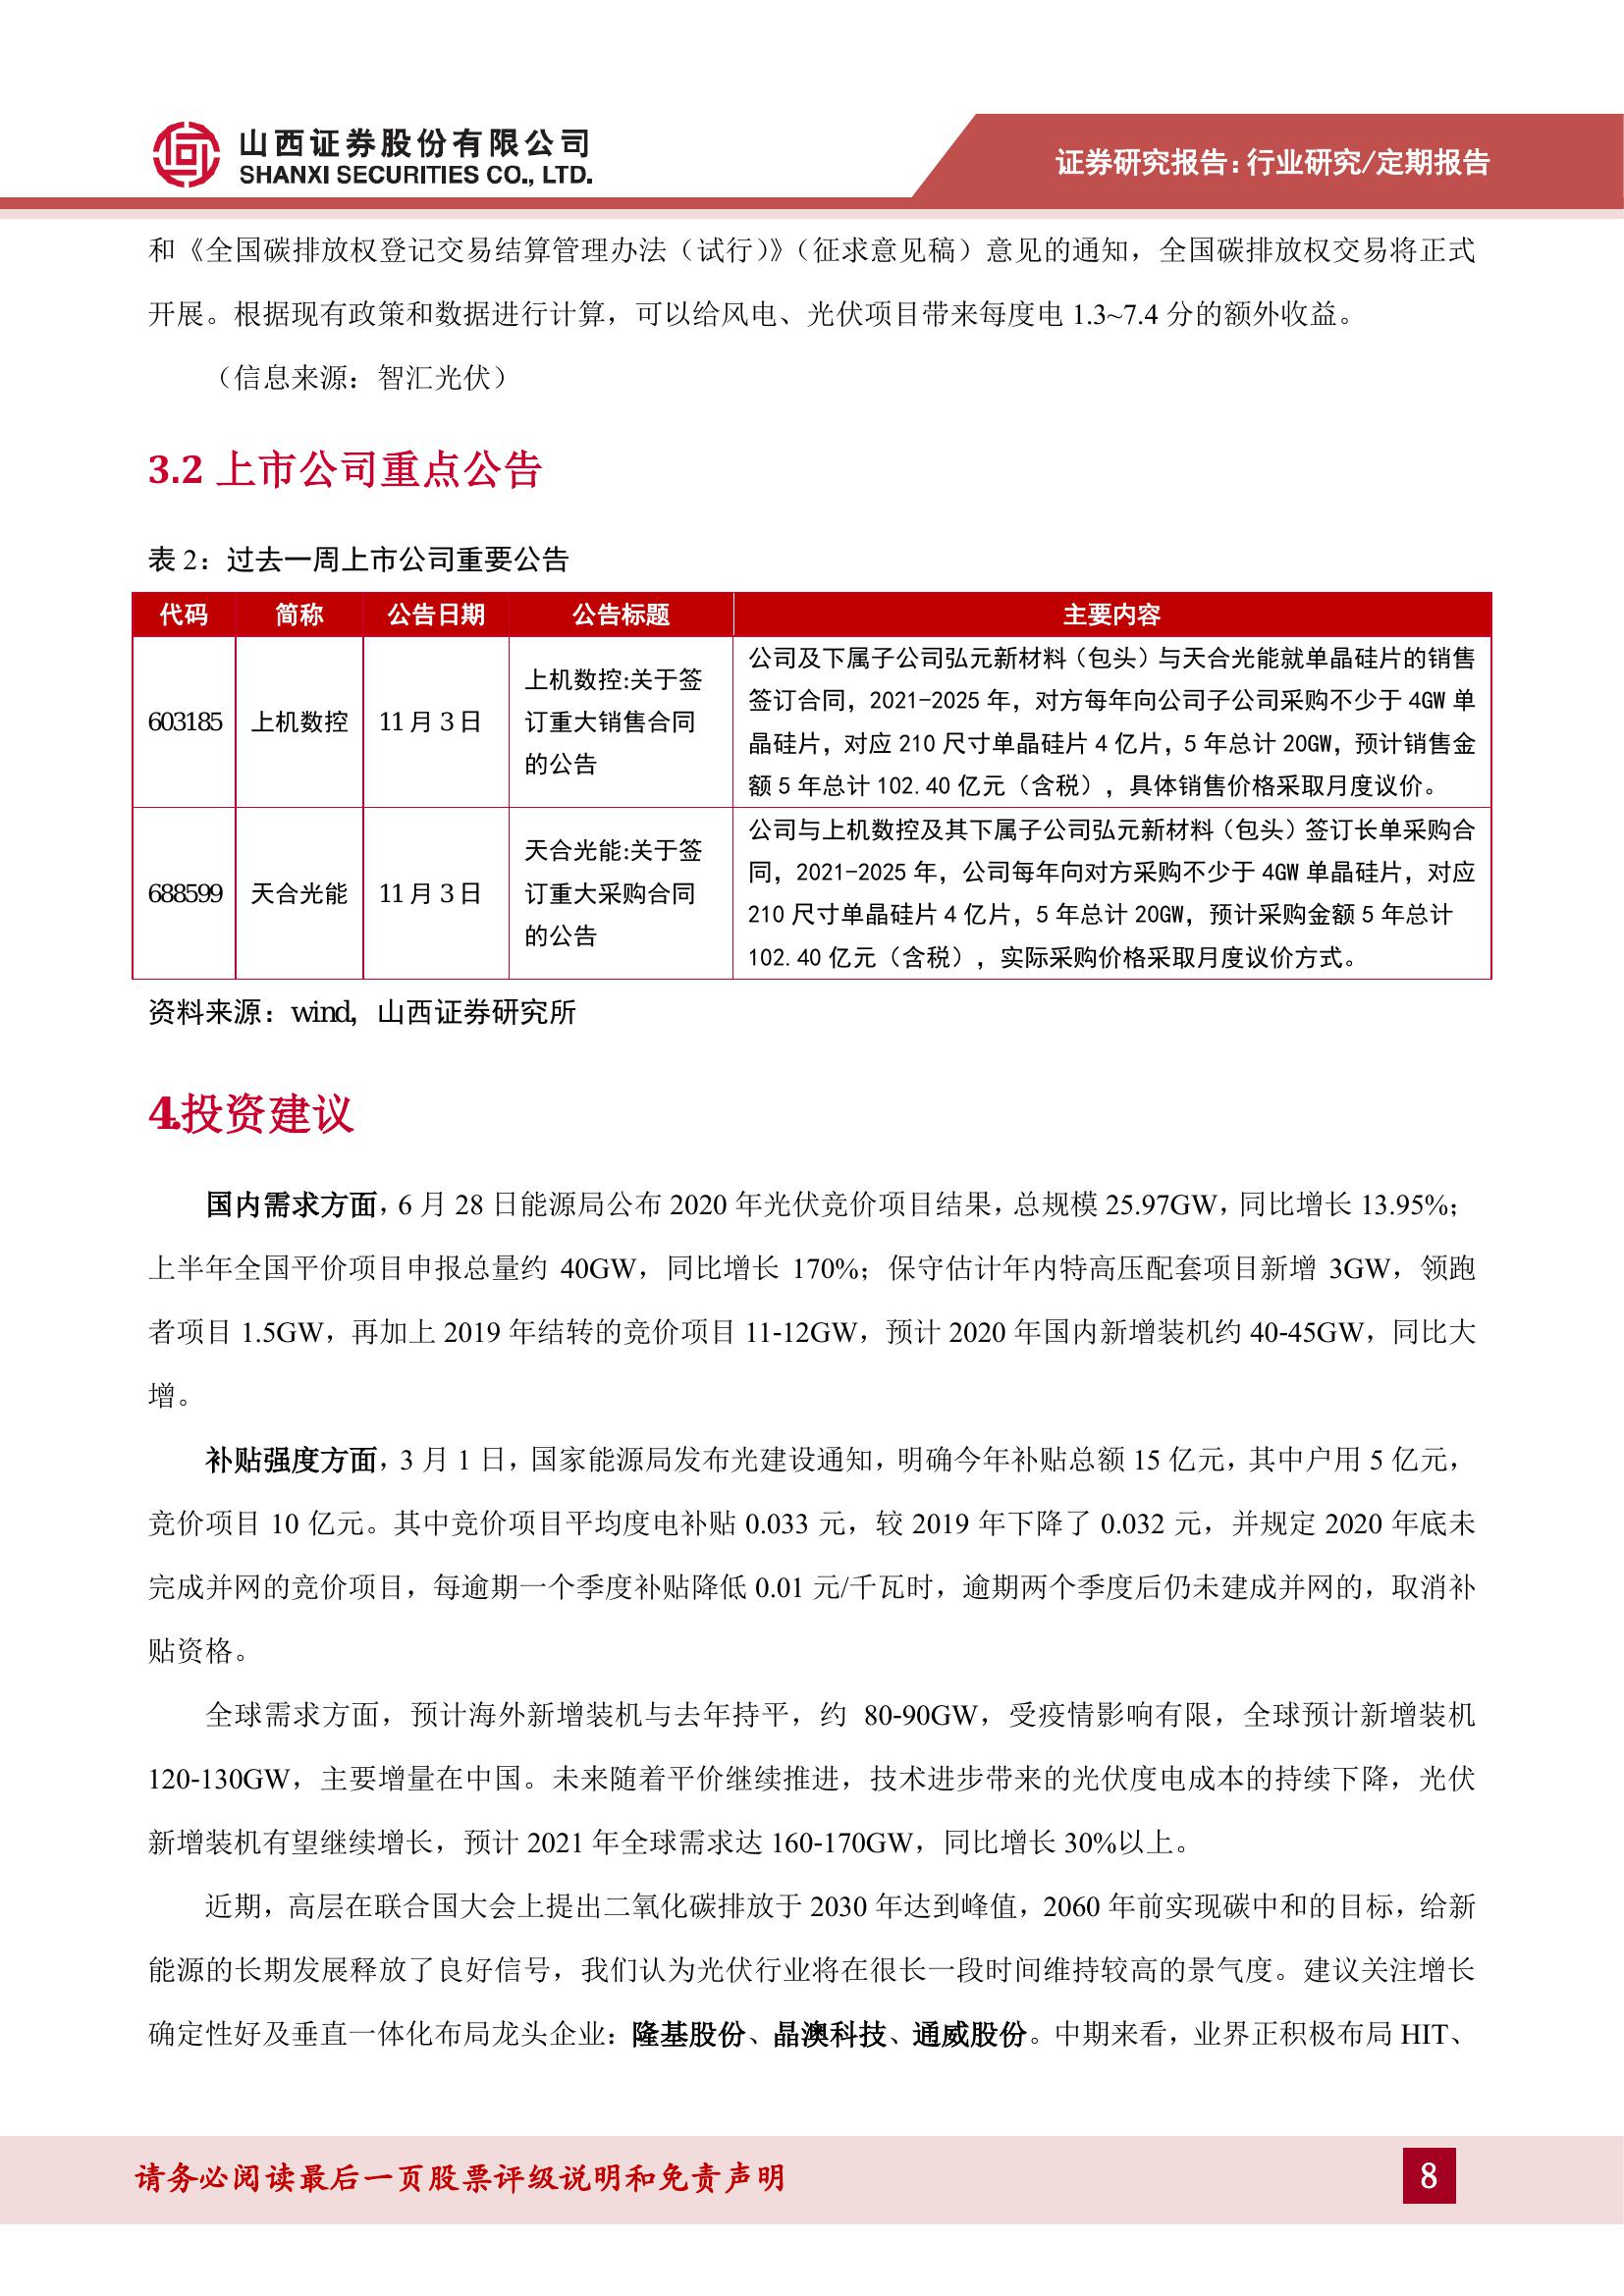 山西证券股份有限公司
SHANXI SECURITIES CO., LTD.
证券研究报告:行业研究/定期报告
和《全国碳排放权登记交易结算管理办法（试行）》（征求意见稿）意见的通知，全国碳排放权交易将正式
开展。根据现有政策和数据进行计算，可以给风电、光伏项目带来每度电 1.3~7.4 分的额外收益。
（信息来源：智汇光伏）
3.2 上市公司重点公告
表 2：过去一周上市公司重要公告
代码 简称 公告日期 公告标题 主要内容
603185 上机数控 11 月 3 日
上机数控:关于签
订重大销售合同
的公告
公司及下属子公司弘元新材料（包头）与天合光能就单晶硅片的销售
签订合同，2021-2025 年，对方每年向公司子公司采购不少于 4GW 单
晶硅片，对应 210 尺寸单晶硅片 4 亿片，5 年总计 20GW，预计销售金
额 5 年总计 102.40 亿元（含税），具体销售价格采取月度议价。
688599 天合光能 11 月 3 日
天合光能:关于签
订重大采购合同
的公告
公司与上机数控及其下属子公司弘元新材料（包头）签订长单采购合
同，2021-2025 年，公司每年向对方采购不少于 4GW 单晶硅片，对应
210 尺寸单晶硅片 4 亿片，5 年总计 20GW，预计采购金额 5 年总计
102.40 亿元（含税），实际采购价格采取月度议价方式。
资料来源：wind，山西证券研究所
4.投资建议
国内需求方面，6 月 28 日能源局公布 2020 年光伏竞价项目结果，总规模 25.97GW，同比增长 13.95%；
上半年全国平价项目申报总量约 40GW，同比增长 170%；保守估计年内特高压配套项目新增 3GW，领跑
者项目 1.5GW，再加上 2019 年结转的竞价项目 11-12GW，预计 2020 年国内新增装机约 40-45GW，同比大
增。
补贴强度方面，3 月 1 日，国家能源局发布光建设通知，明确今年补贴总额 15 亿元，其中户用 5 亿元，
竞价项目 10 亿元。其中竞价项目平均度电补贴 0.033 元，较 2019 年下降了 0.032 元，并规定 2020 年底未
完成并网的竞价项目，每逾期一个季度补贴降低 0.01 元/千瓦时，逾期两个季度后仍未建成并网的，取消补
贴资格。
全球需求方面，预计海外新增装机与去年持平，约 80-90GW，受疫情影响有限，全球预计新增装机
120-130GW，主要增量在中国。未来随着平价继续推进，技术进步带来的光伏度电成本的持续下降，光伏
新增装机有望继续增长，预计 2021 年全球需求达 160-170GW，同比增长 30%以上。
近期，高层在联合国大会上提出二氧化碳排放于 2030 年达到峰值，2060 年前实现碳中和的目标，给新
能源的长期发展释放了良好信号，我们认为光伏行业将在很长一段时间维持较高的景气度。建议关注增长
确定性好及垂直一体化布局龙头企业：隆基股份、晶澳科技、通威股份。中期来看，业界正积极布局 HIT、
请务必阅读最后一页股票评级说明和免责声明
8